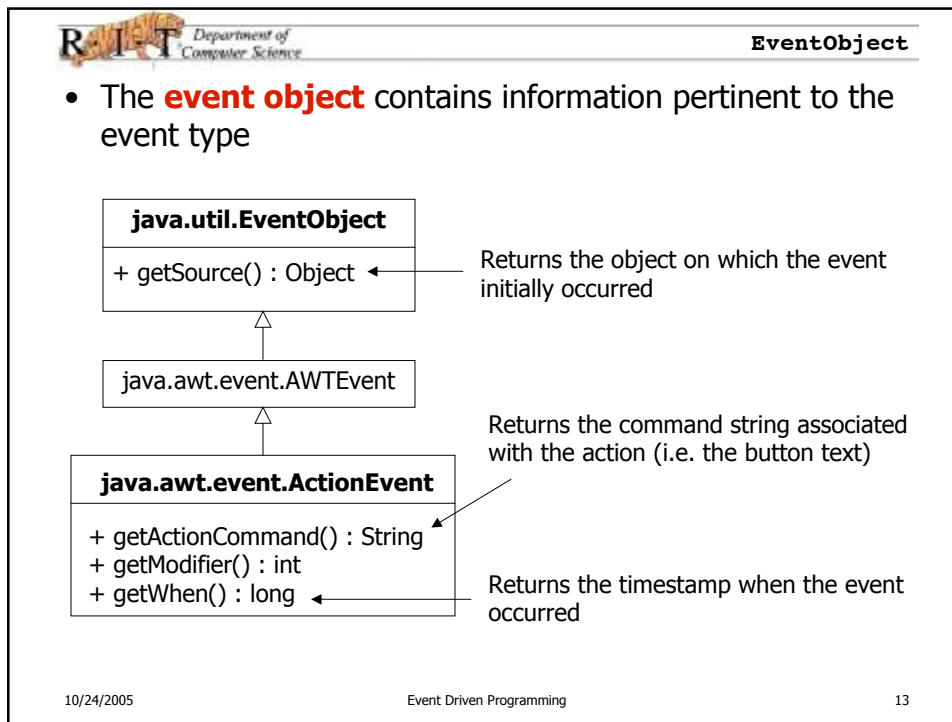 R·I·T Department of
Computer Science
EventObject
• The event object contains information pertinent to the
event type
java.util.EventObject
+ getSource() : Object
Returns the object on which the event
initially occurred
java.awt.event.AWTEvent
Returns the command string associated
with the action (i.e. the button text)
java.awt.event.ActionEvent
+ getActionCommand() : String
+ getModifier() : int
+ getWhen() : long
Returns the timestamp when the event
occurred
10/24/2005
Event Driven Programming
13